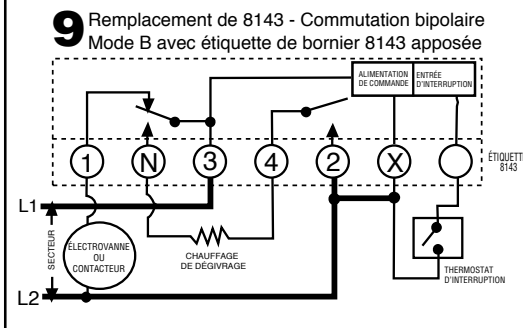 9 Remplacement de 8143 - Commutation bipolaire
Mode B avec étiquette de bornier 8143 apposée
ALIMENTATION
DE COMMANDE
ENTRÉE
D'INTERRUPTION
1 N 3 4 2 X
ÉTIQUETTE
8143
L1
SECTEUR
ÉLECTROVANNE
OU
CONTACTEUR
CHAUFFAGE
DE DÉGIVRAGE
THERMOSTAT
D'INTERRUPTION
L2